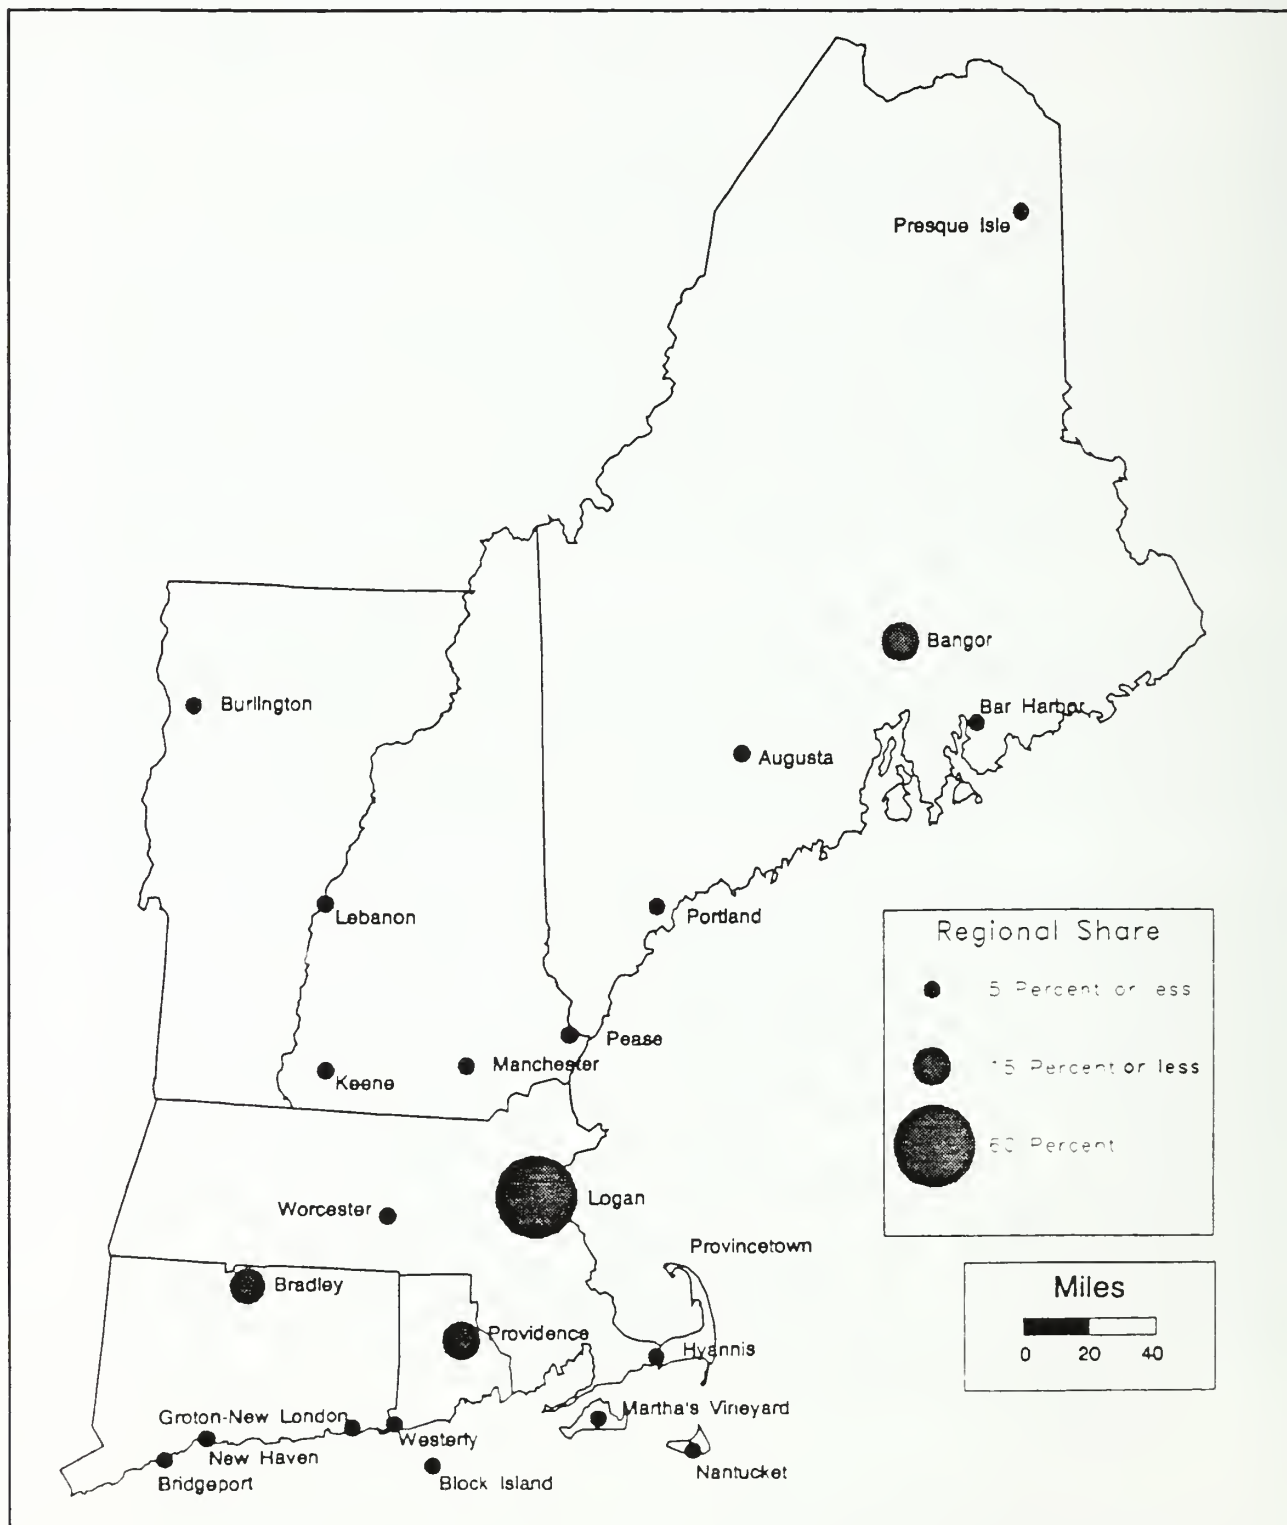 Presque Isle
Bangor
Burlington
Bar Harbor
Augusta
Lebanon
Portland
Regional Share
5 Percent or less
15 Percent or less
60 Percent
Pease
Manchester
Keene
Logan
Worcester
Provincetown
Bradley
Miles
0 20 40
Providence
Hyannis
Martha's Vineyard
Groton-New London
Westerly
New Haven
Nantucket
Bridgeport
Block Island